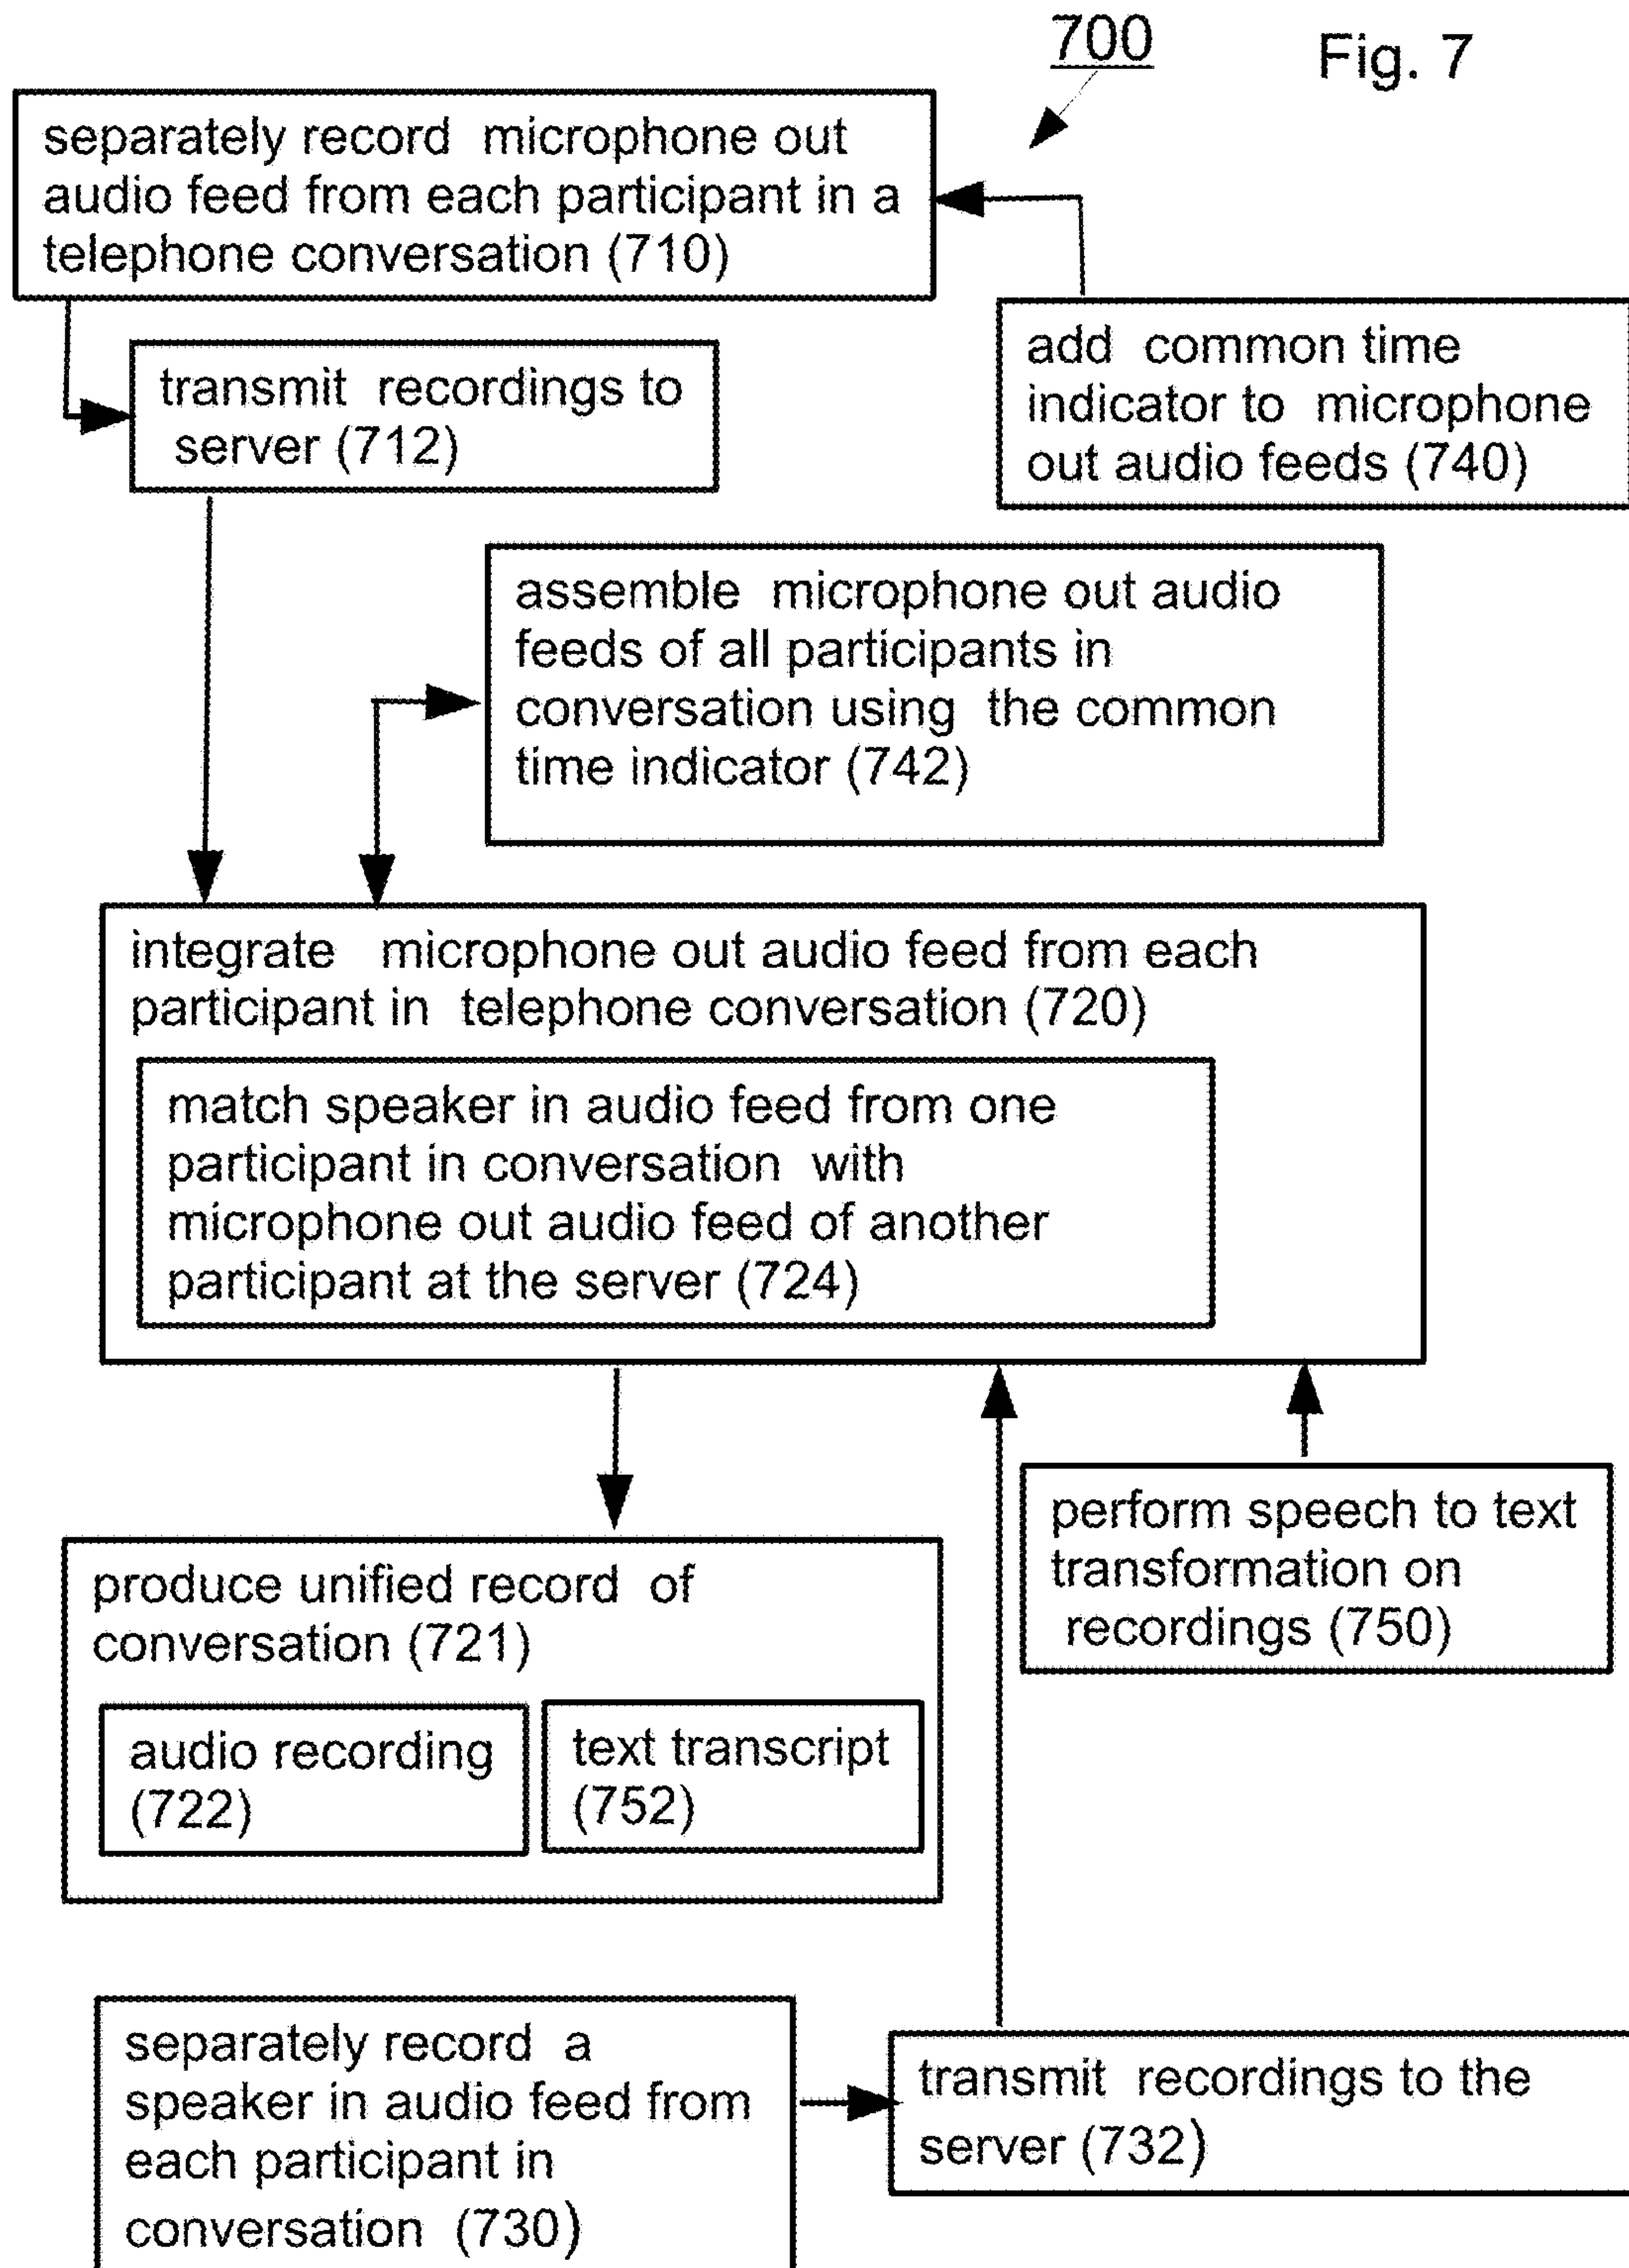 700
Fig. 7
separately record microphone out
audio feed from each participant in a
telephone conversation (710)
add common time
indicator to microphone
out audio feeds (740)
transmit recordings to
server (712)
assemble microphone out audio
feeds of all participants in
conversation using the common
time indicator (742)
integrate microphone out audio feed from each
participant in telephone conversation (720)
match speaker in audio feed from one
participant in conversation with
microphone out audio feed of another
participant at the server (724)
perform speech to text
transformation on
recordings (750)
produce unified record of
conversation (721)
audio recording
(722)
text transcript
(752)
separately record a
speaker in audio feed from
each participant in
conversation (730)
transmit recordings to the
server (732)